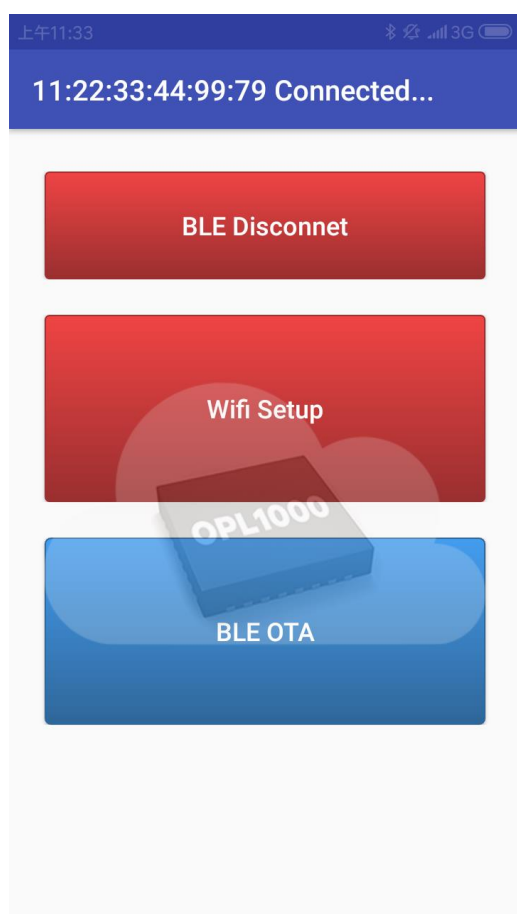 上午11:33
3G
11:22:33:44:99:79 Connected...
BLE Disconnet
Wifi Setup
OPL1000
BLE OTA